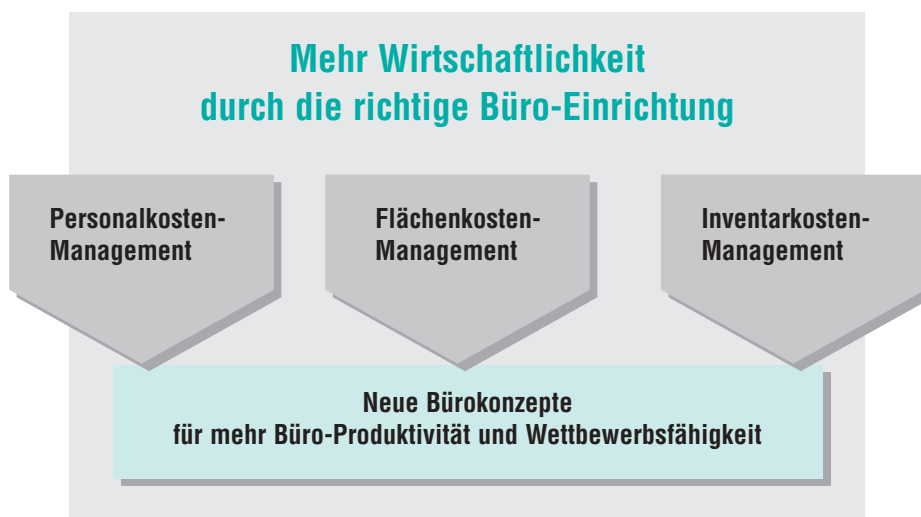 Mehr Wirtschaftlichkeit
durch die richtige Büro-Einrichtung
Personalkosten-
Management
Flächenkosten-
Management
Inventarkosten-
Management
Neue Bürokonzepte
für mehr Büro-Produktivität und Wettbewerbsfähigkeit